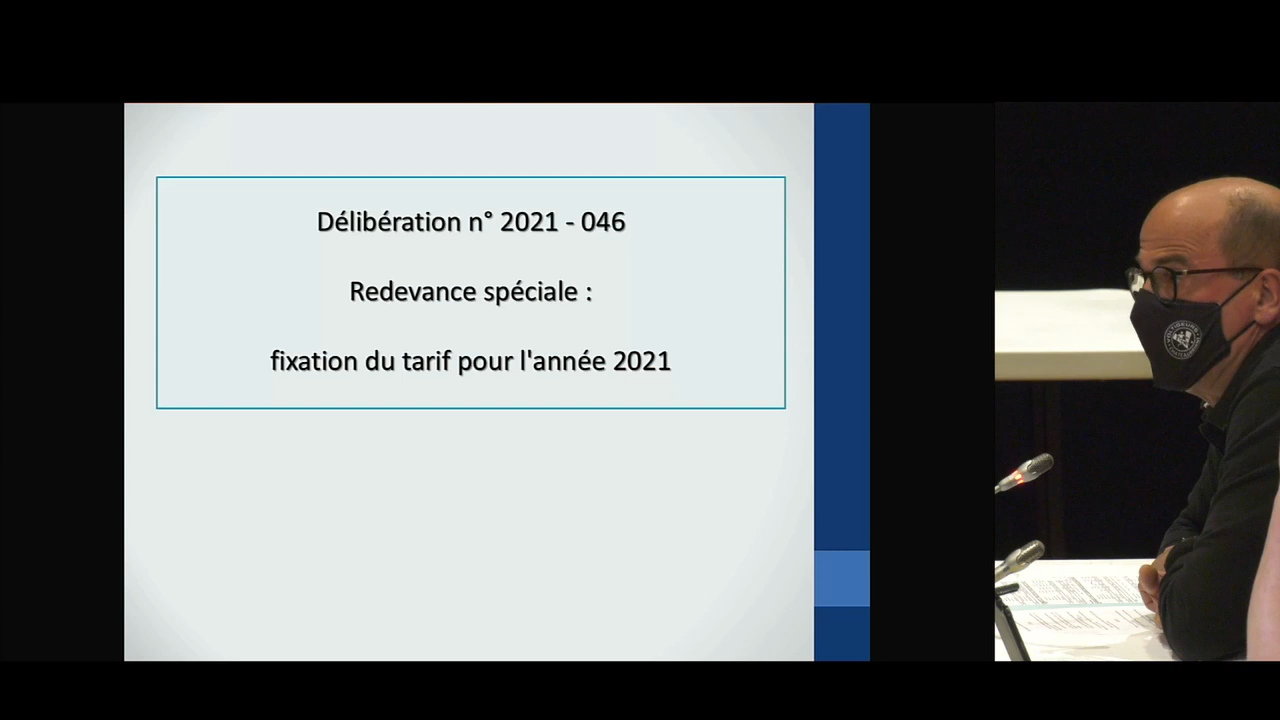 Délibération n° 2021 - 046
Redevance spéciale :
fixation du tarif pour l'année 2021